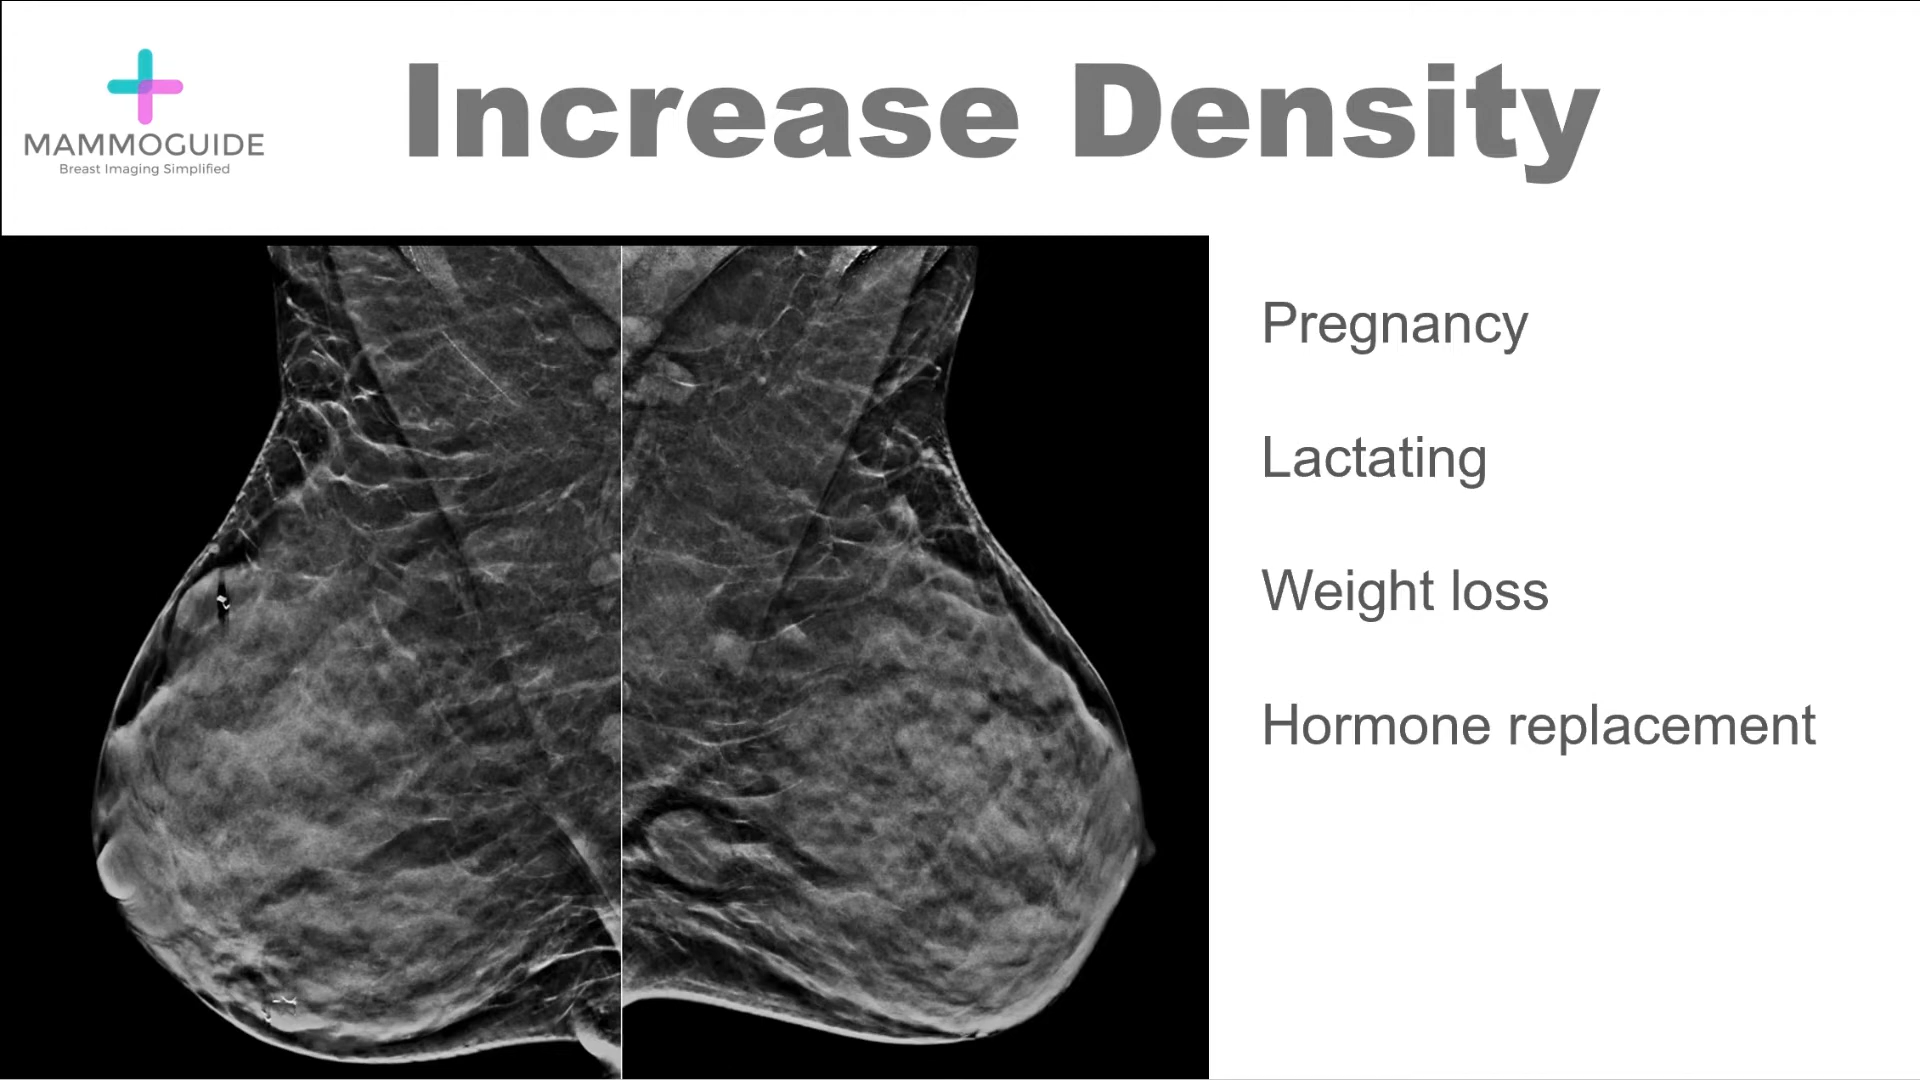 MAMMOGUIDE
Breast Imaging Simplified
Increase Density
Pregnancy
Lactating
Weight loss
Hormone replacement